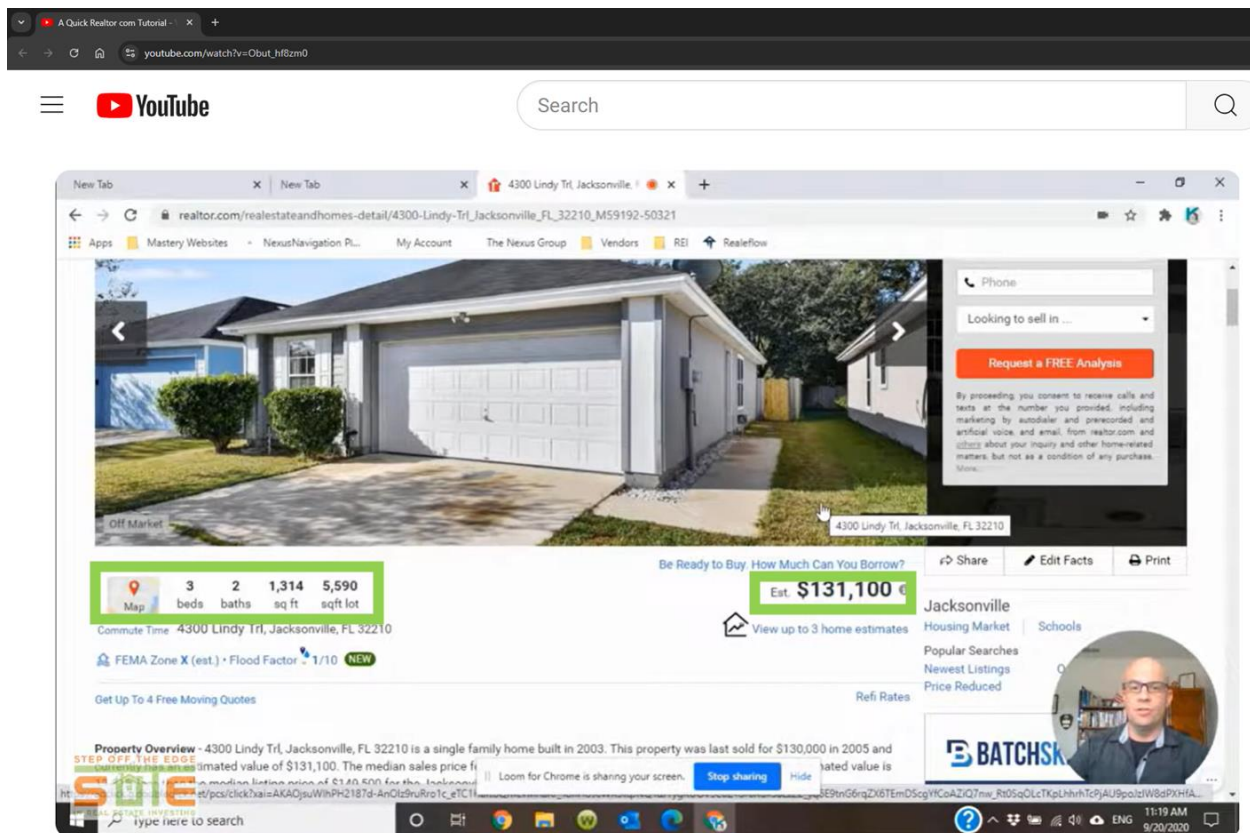 A Quick Realtor com Tutorial -
youtube.com/watch?v=Obut_hf8zm0
YouTube
Search
New Tab
New Tab
4300 Lindy Trl, Jacksonville,
realtor.com/realestateandhomes-detail/4300-Lindy-Trl_Jacksonville_FL_32210_M59192-50321
Apps Mastery Websites NexusNavigation Pi... My Account The Nexus Group Vendors REI Realeflow
Phone
Looking to sell in ...
Request a FREE Analysis
By proceeding, you consent to receive calls and
texts at the number you provided, including
marketing by autodialer and prerecorded and
artificial voice, and email, from realtor.com and
others about your inquiry and other home-related
matters, but not as a condition of any purchase.
More...
Off Market
4300 Lindy Trl, Jacksonville, FL 32210
Be Ready to Buy. How Much Can You Borrow?
Share Edit Facts Print
Map
3 beds 2 baths 1,314 sq ft 5,590 sqft lot
Est. $131,100
Commute Time 4300 Lindy Trl, Jacksonville, FL 32210
View up to 3 home estimates
FEMA Zone X (est.) • Flood Factor 1/10 NEW
Jacksonville
Housing Market Schools
Popular Searches
Newest Listings
Price Reduced
Get Up To 4 Free Moving Quotes
Refi Rates
Property Overview - 4300 Lindy Trl, Jacksonville, FL 32210 is a single family home built in 2003. This property was last sold for $130,000 in 2005 and
currently has an estimated value of $131,100. The median sales price
STEP OFF THE EDGE
SOTE
REAL ESTATE INVESTING
BATCHSK
Loom for Chrome is sharing your screen. Stop sharing Hide
Type here to search
ENG
11:19 AM
9/20/2020